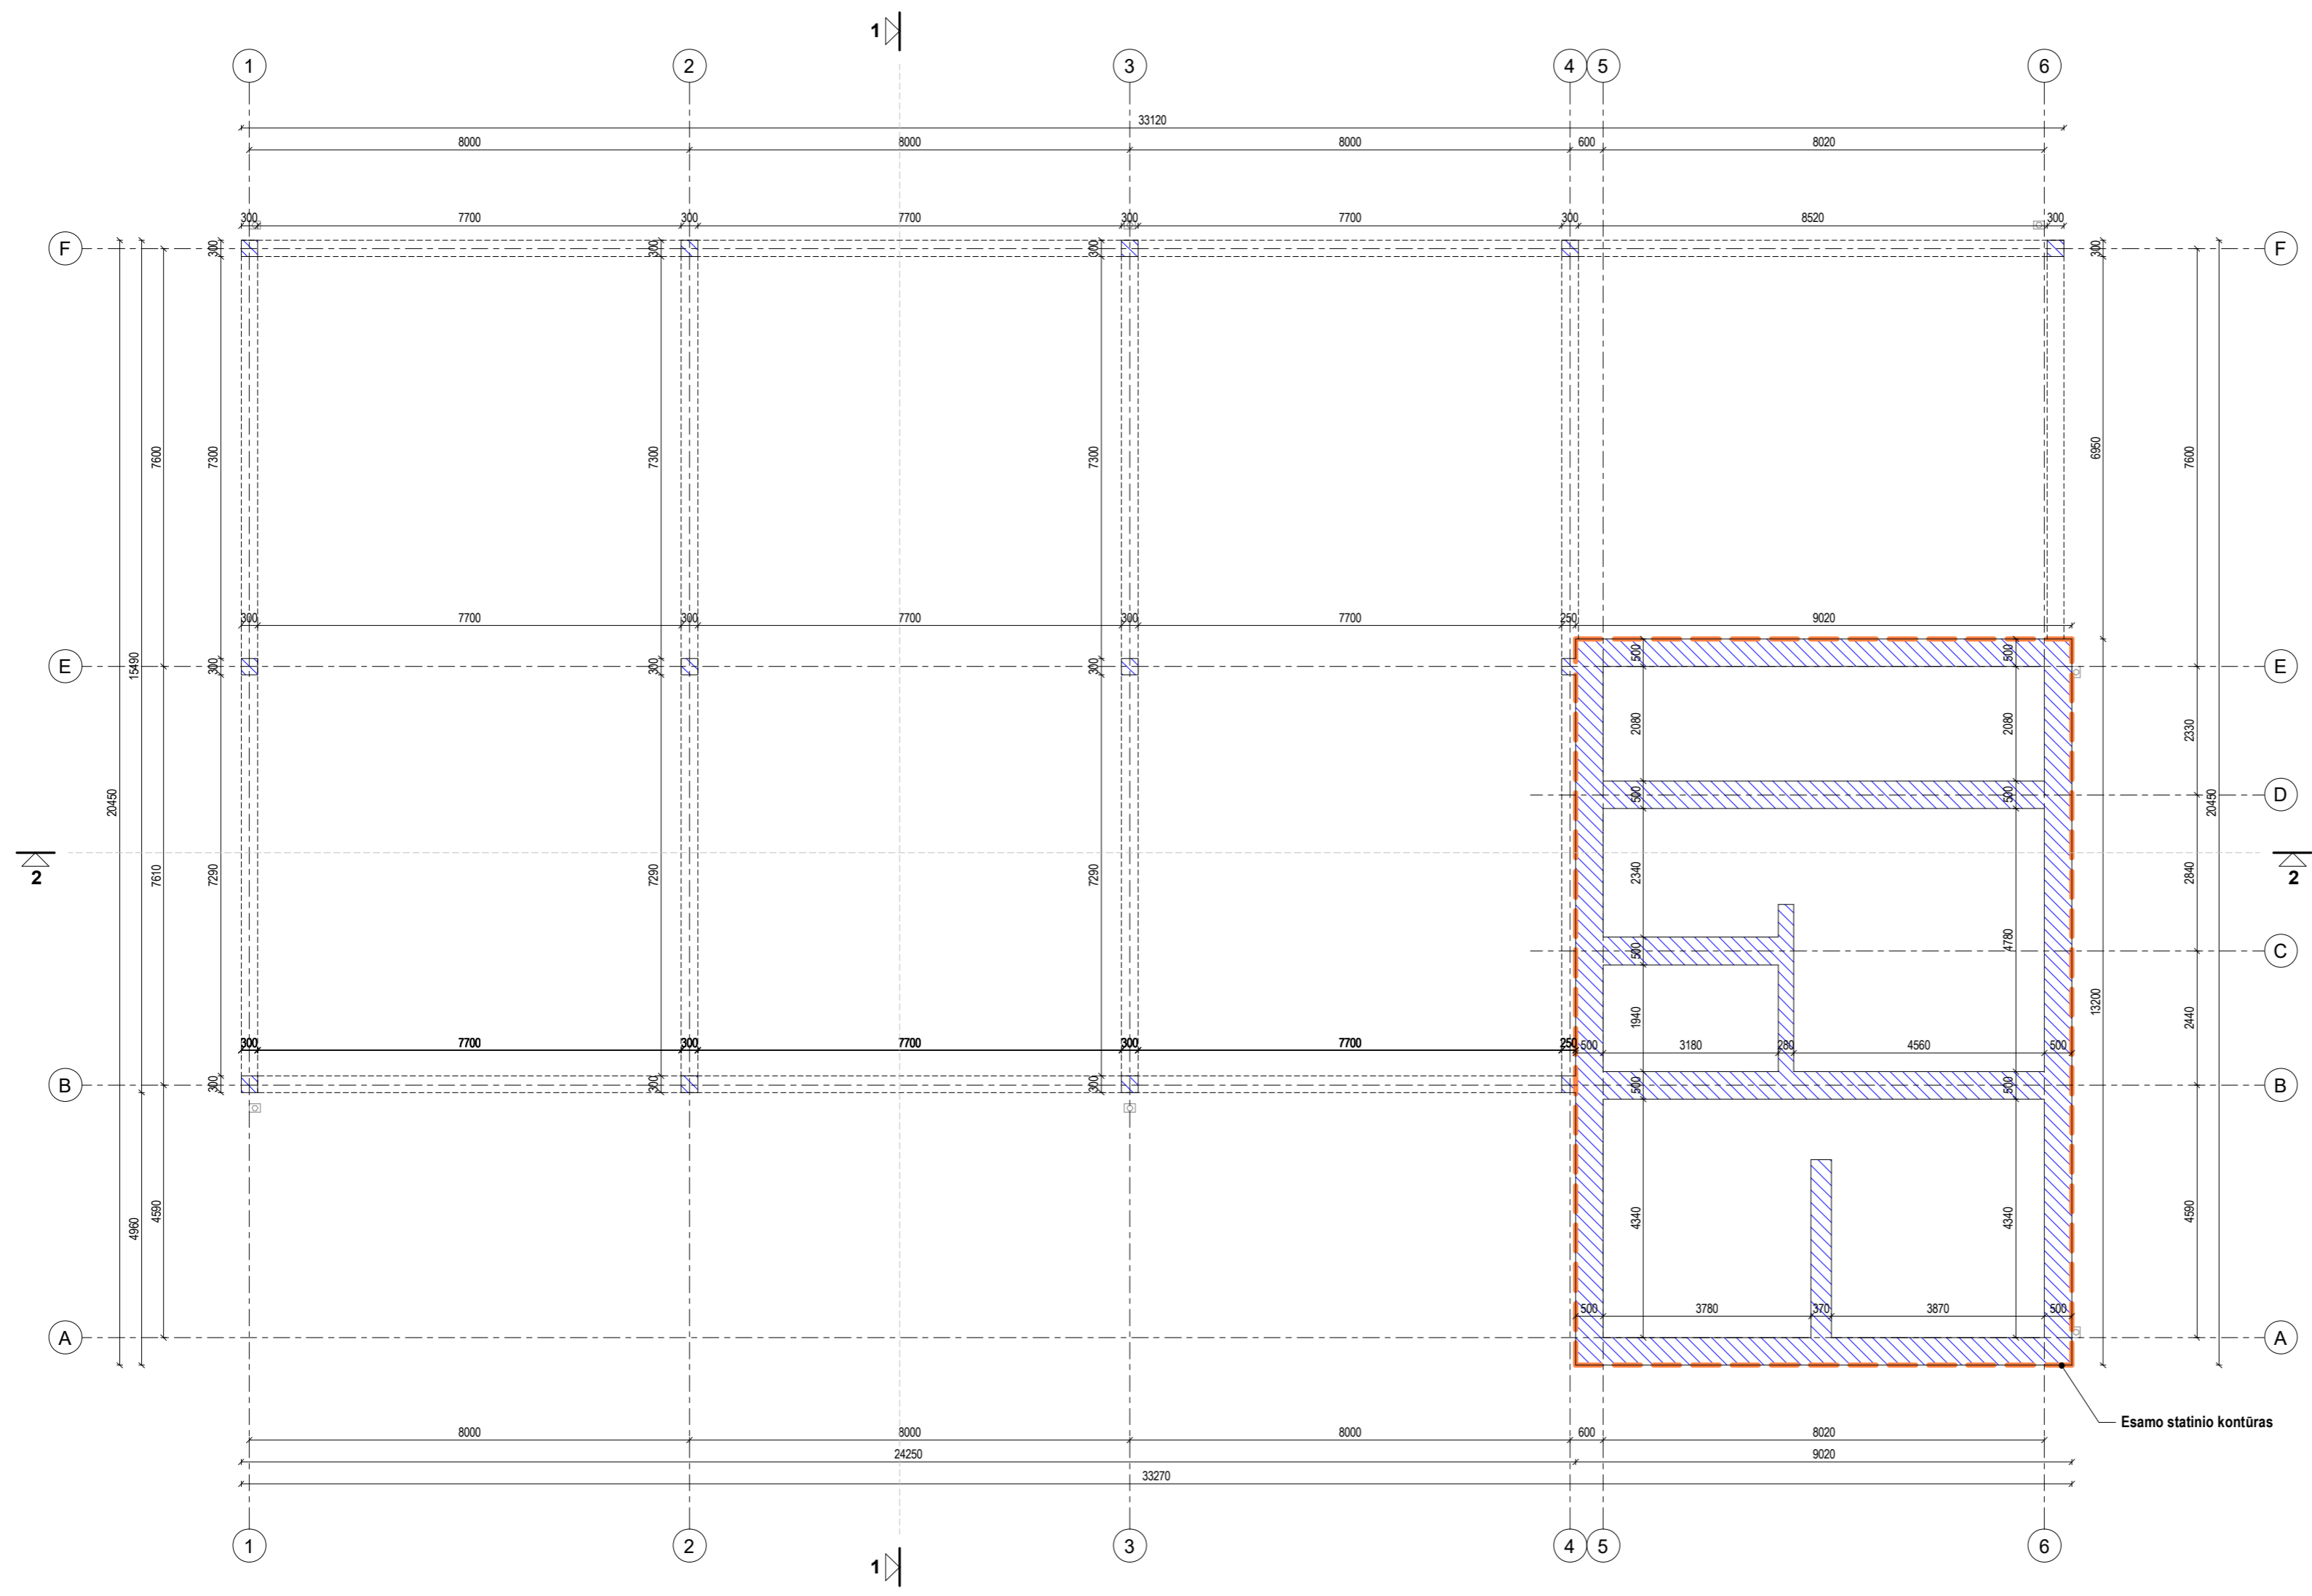 1
1 2 3 4 5 6
33120
8000 8000 8000 600 8020
300 7700 300 7700 300 7700 300 8520 300
F 300 300 300 300 F
7600 7300 7300 7300 6950 7600
300 7700 300 7700 300 7700 250 9020
E 15490 300 300 300 500 500 E
2080 2080 2330
20450 500 500 20450 D
2 7610 7290 7290 7290 2340 2840 2
500 4780 C
1940 13200 2440
300 7700 300 7700 300 7700 250 500 3180 280 4560 500
B 300 300 300 500 500 B
4960 4590 4340 4340 4590
500 3780 370 3870 500
A A
Esamo statinio kontūras
8000 8000 8000 600 8020
24250 9020
33270
1 2 3 4 5 6
1